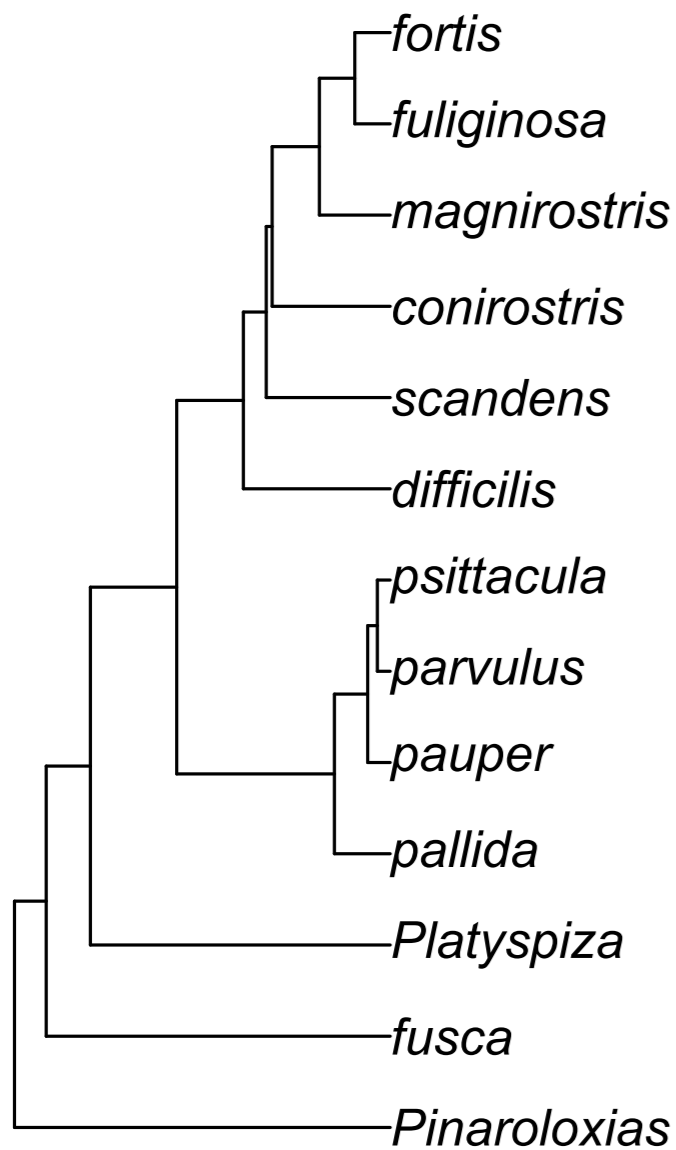 fortis
fuliginosa
magnirostris
conirostris
scandens
difficilis
psittacula
parvulus
pauper
pallida
Platyspiza
fusca
Pinaroloxias